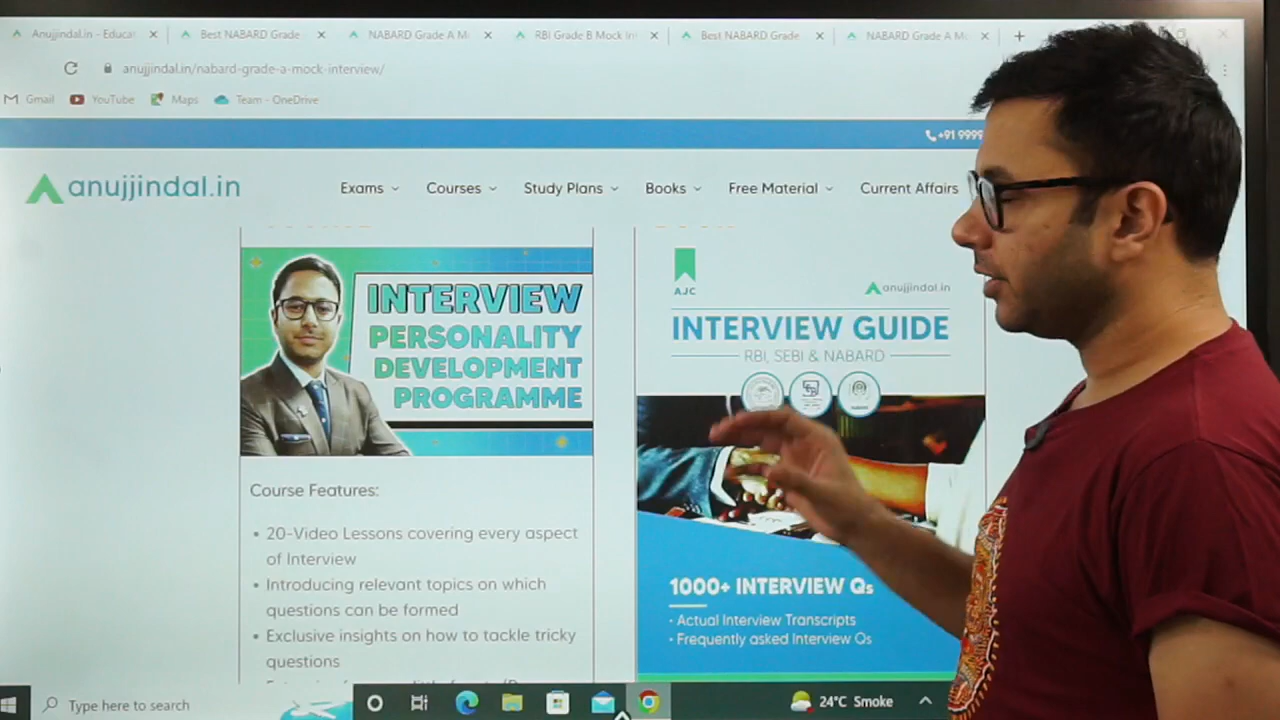 Anujjindal.in - Educa
Best NABARD Grade
NABARD Grade A M
RBI Grade B Mock In
Best NABARD Grade
NABARD Grade A Mo
anujjindal.in/nabard-grade-a-mock-interview/
Gmail
YouTube
Maps
Team - OneDrive
+91 9999
anujjindal.in
Exams
Courses
Study Plans
Books
Free Material
Current Affairs
INTERVIEW
PERSONALITY
DEVELOPMENT
PROGRAMME
Course Features:
• 20-Video Lessons covering every aspect
of Interview
• Introducing relevant topics on which
questions can be formed
• Exclusive insights on how to tackle tricky
questions
AJC
anujjindal.in
INTERVIEW GUIDE
RBI, SEBI & NABARD
1000+ INTERVIEW Qs
• Actual Interview Transcripts
• Frequently asked Interview Qs
Type here to search
24°C Smoke